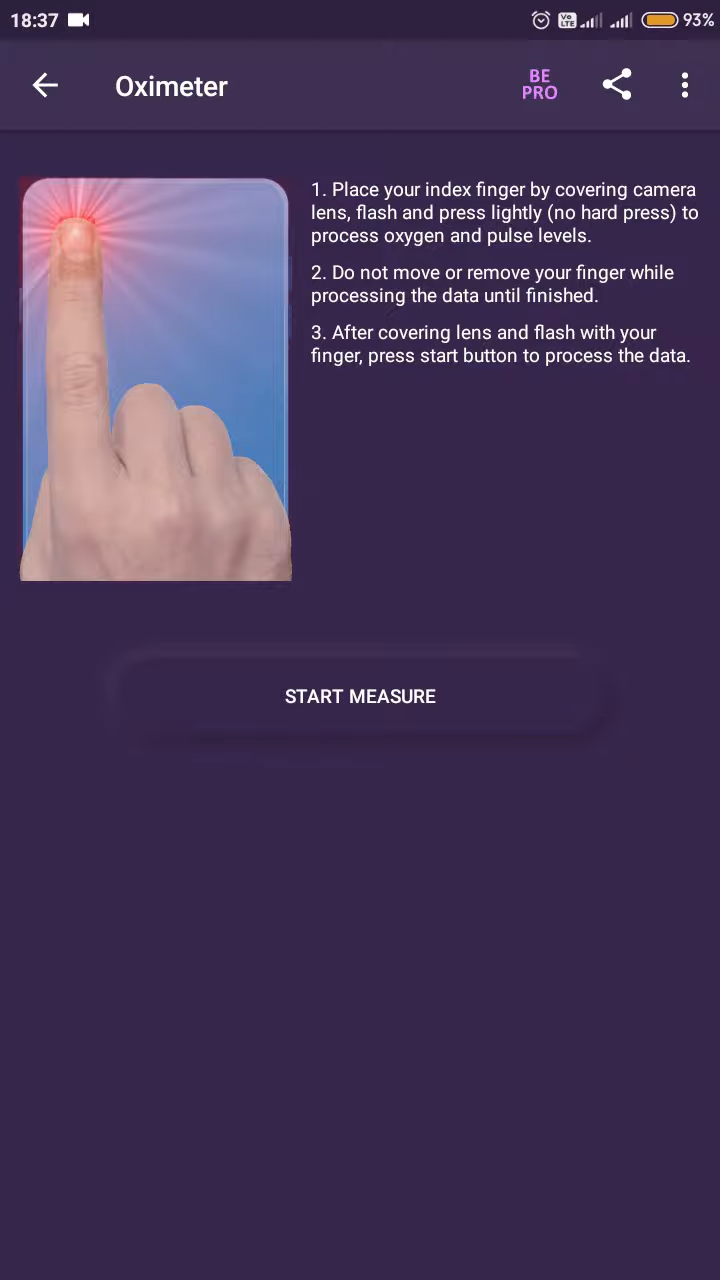 18:37
Vo
LTE
93%
Oximeter
BE
PRO
1. Place your index finger by covering camera
lens, flash and press lightly (no hard press) to
process oxygen and pulse levels.
2. Do not move or remove your finger while
processing the data until finished.
3. After covering lens and flash with your
finger, press start button to process the data.
START MEASURE